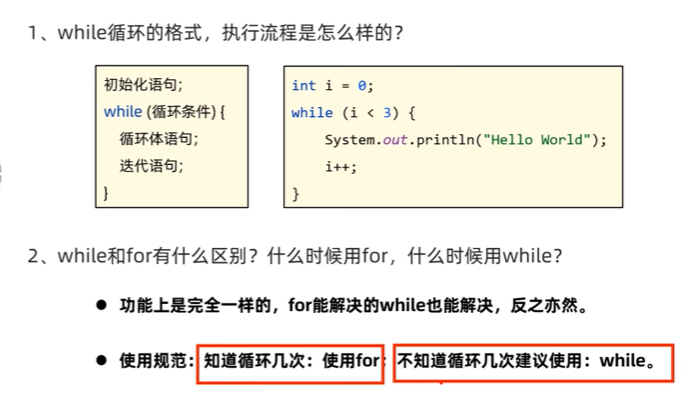 1、while循环的格式，执行流程是怎么样的？
初始化语句;
while (循环条件) {
循环体语句;
迭代语句;
}
int i = 0;
while (i < 3) {
System.out.println("Hello World");
i++;
}
2、while和for有什么区别？什么时候用for，什么时候用while？
● 功能上是完全一样的，for能解决的while也能解决，反之亦然。
● 使用规范：知道循环几次：使用for；不知道循环几次建议使用：while。